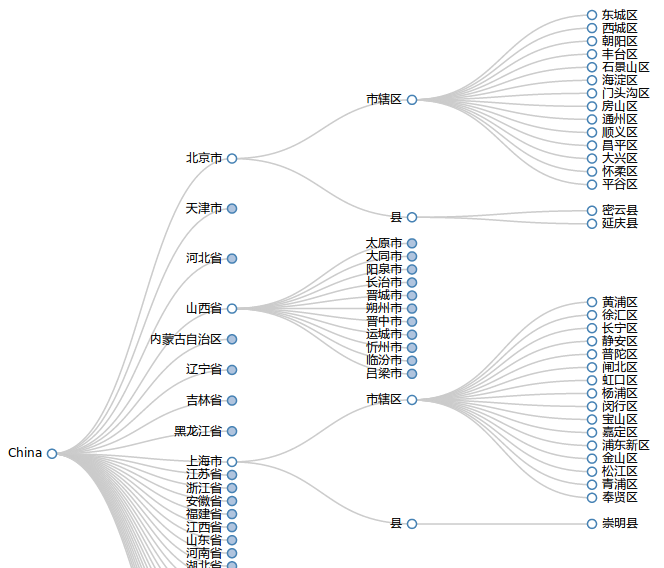 China
北京市
市辖区
东城区
西城区
朝阳区
丰台区
石景山区
海淀区
门头沟区
房山区
通州区
顺义区
昌平区
大兴区
怀柔区
平谷区
县
密云县
延庆县
天津市
河北省
山西省
太原市
大同市
阳泉市
长治市
晋城市
朔州市
晋中市
运城市
忻州市
临汾市
吕梁市
内蒙古自治区
辽宁省
吉林省
黑龙江省
上海市
市辖区
黄浦区
徐汇区
长宁区
静安区
普陀区
闸北区
虹口区
杨浦区
闵行区
宝山区
嘉定区
浦东新区
金山区
松江区
青浦区
奉贤区
县
崇明县
江苏省
浙江省
安徽省
福建省
江西省
山东省
河南省
湖北省